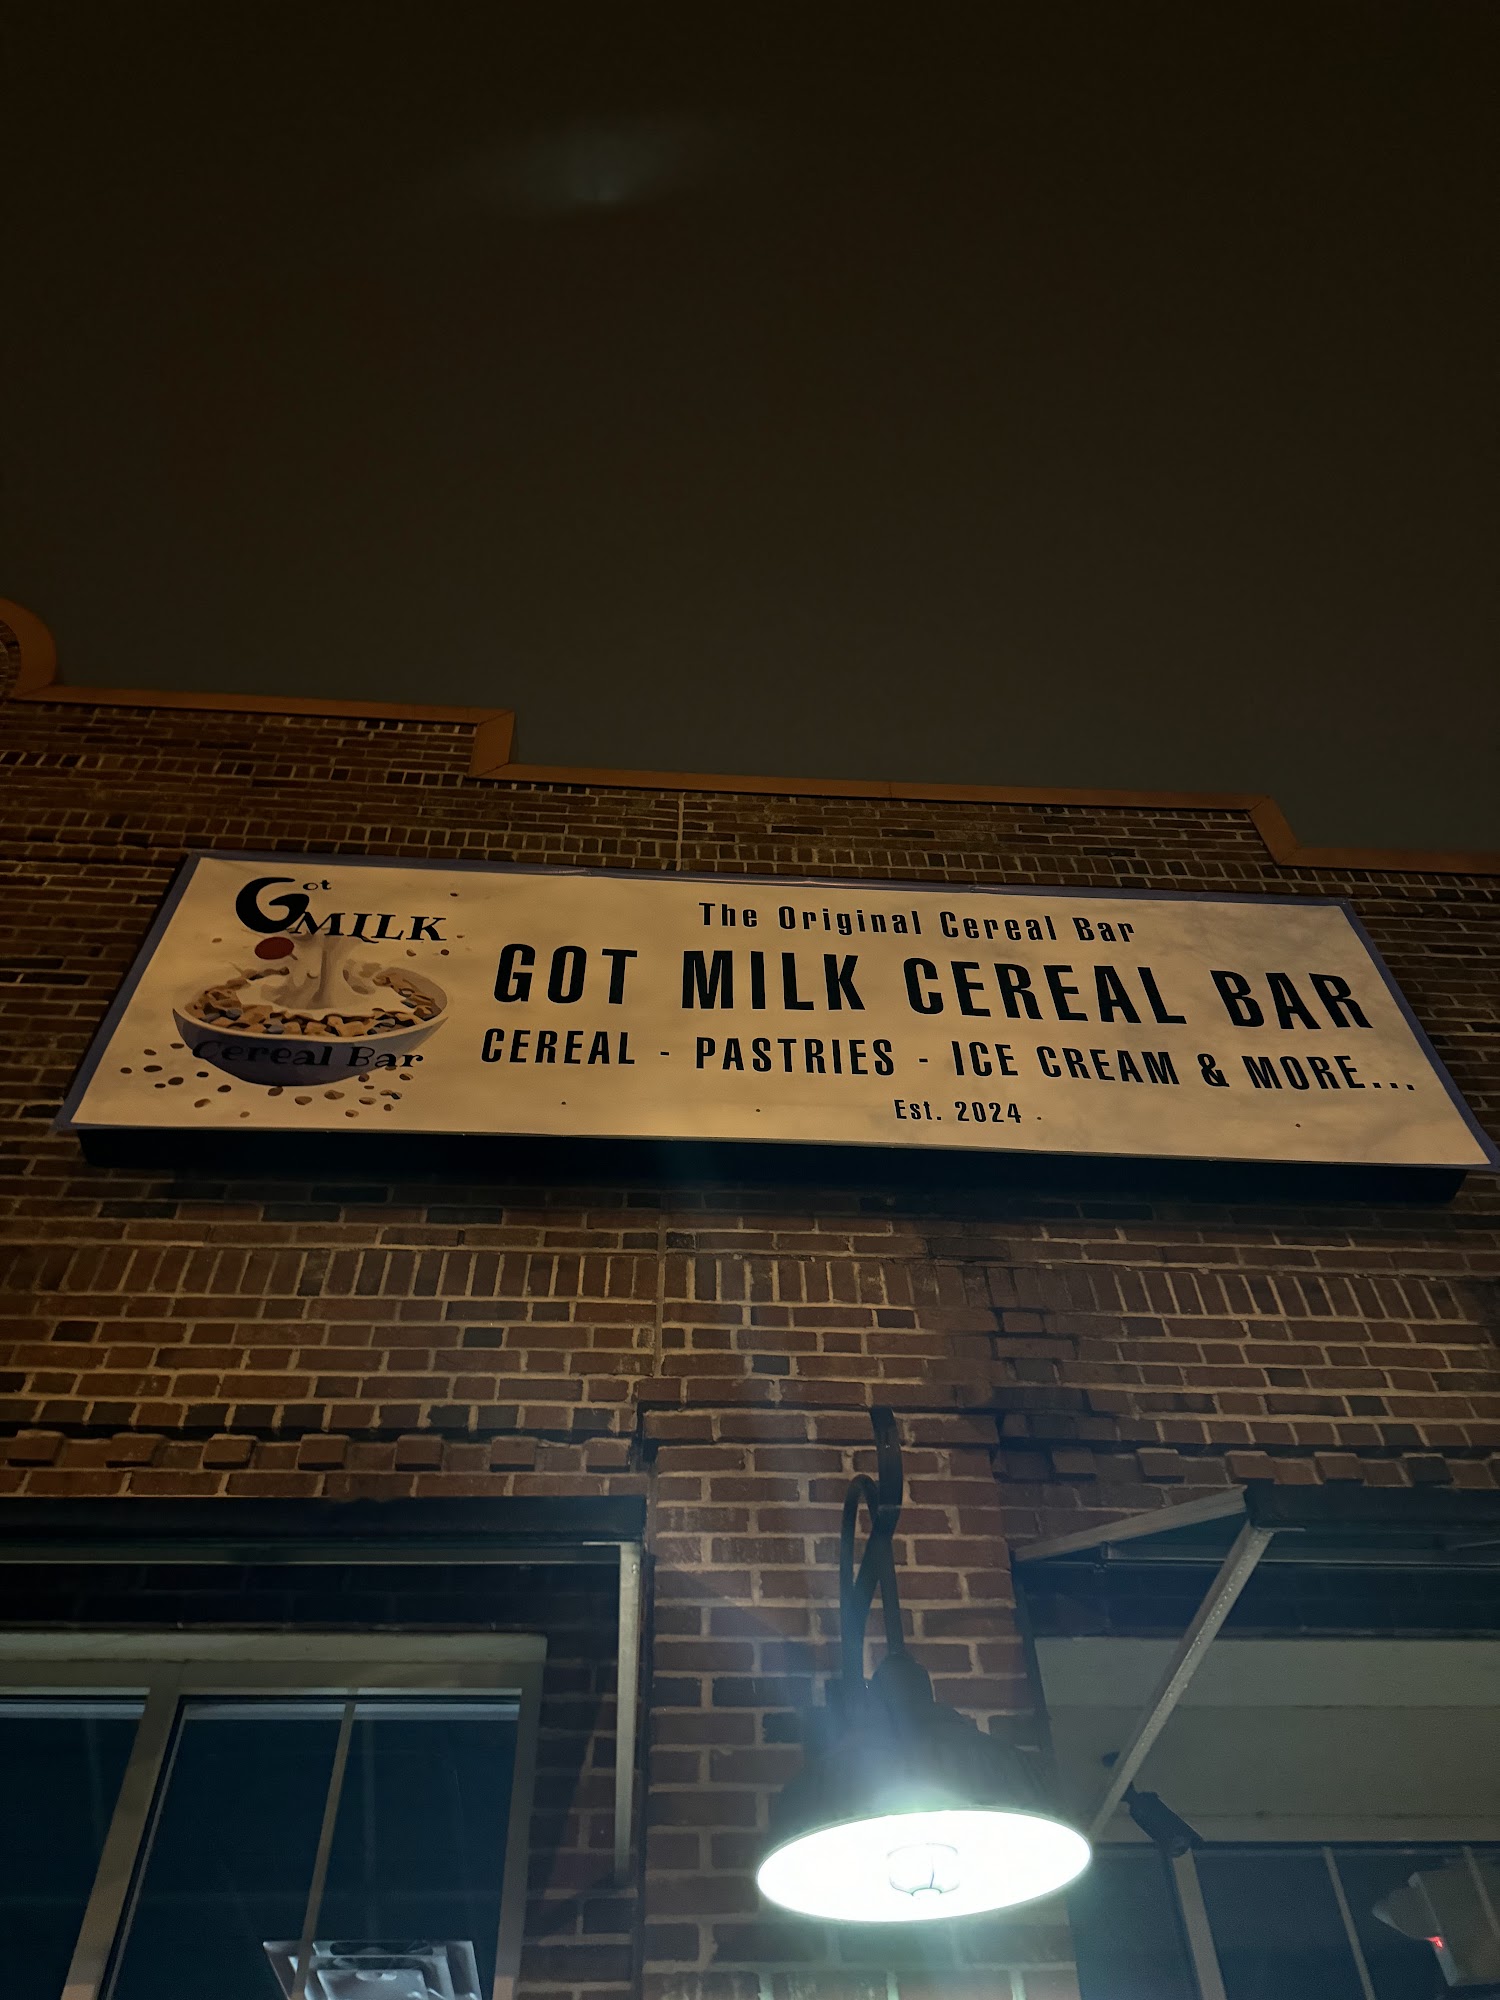 Got
MILK
Cereal Bar
The Original Cereal Bar
GOT MILK CEREAL BAR
CEREAL - PASTRIES - ICE CREAM & MORE...
Est. 2024